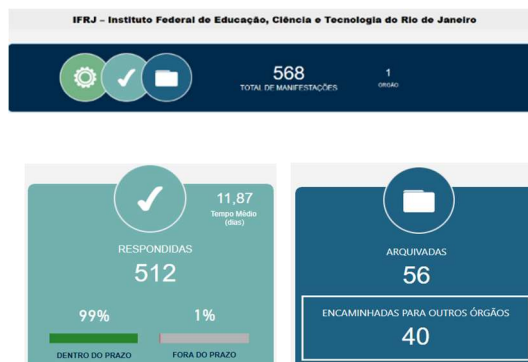 IFRJ – Instituto Federal de Educação, Ciência e Tecnologia do Rio de Janeiro
568
TOTAL DE MANIFESTAÇÕES
1
ÓRGÃO
11,87
Tempo Médio
(dias)
RESPONDIDAS
512
99%
1%
DENTRO DO PRAZO
FORA DO PRAZO
ARQUIVADAS
56
ENCAMINHADAS PARA OUTROS ÓRGÃOS
40